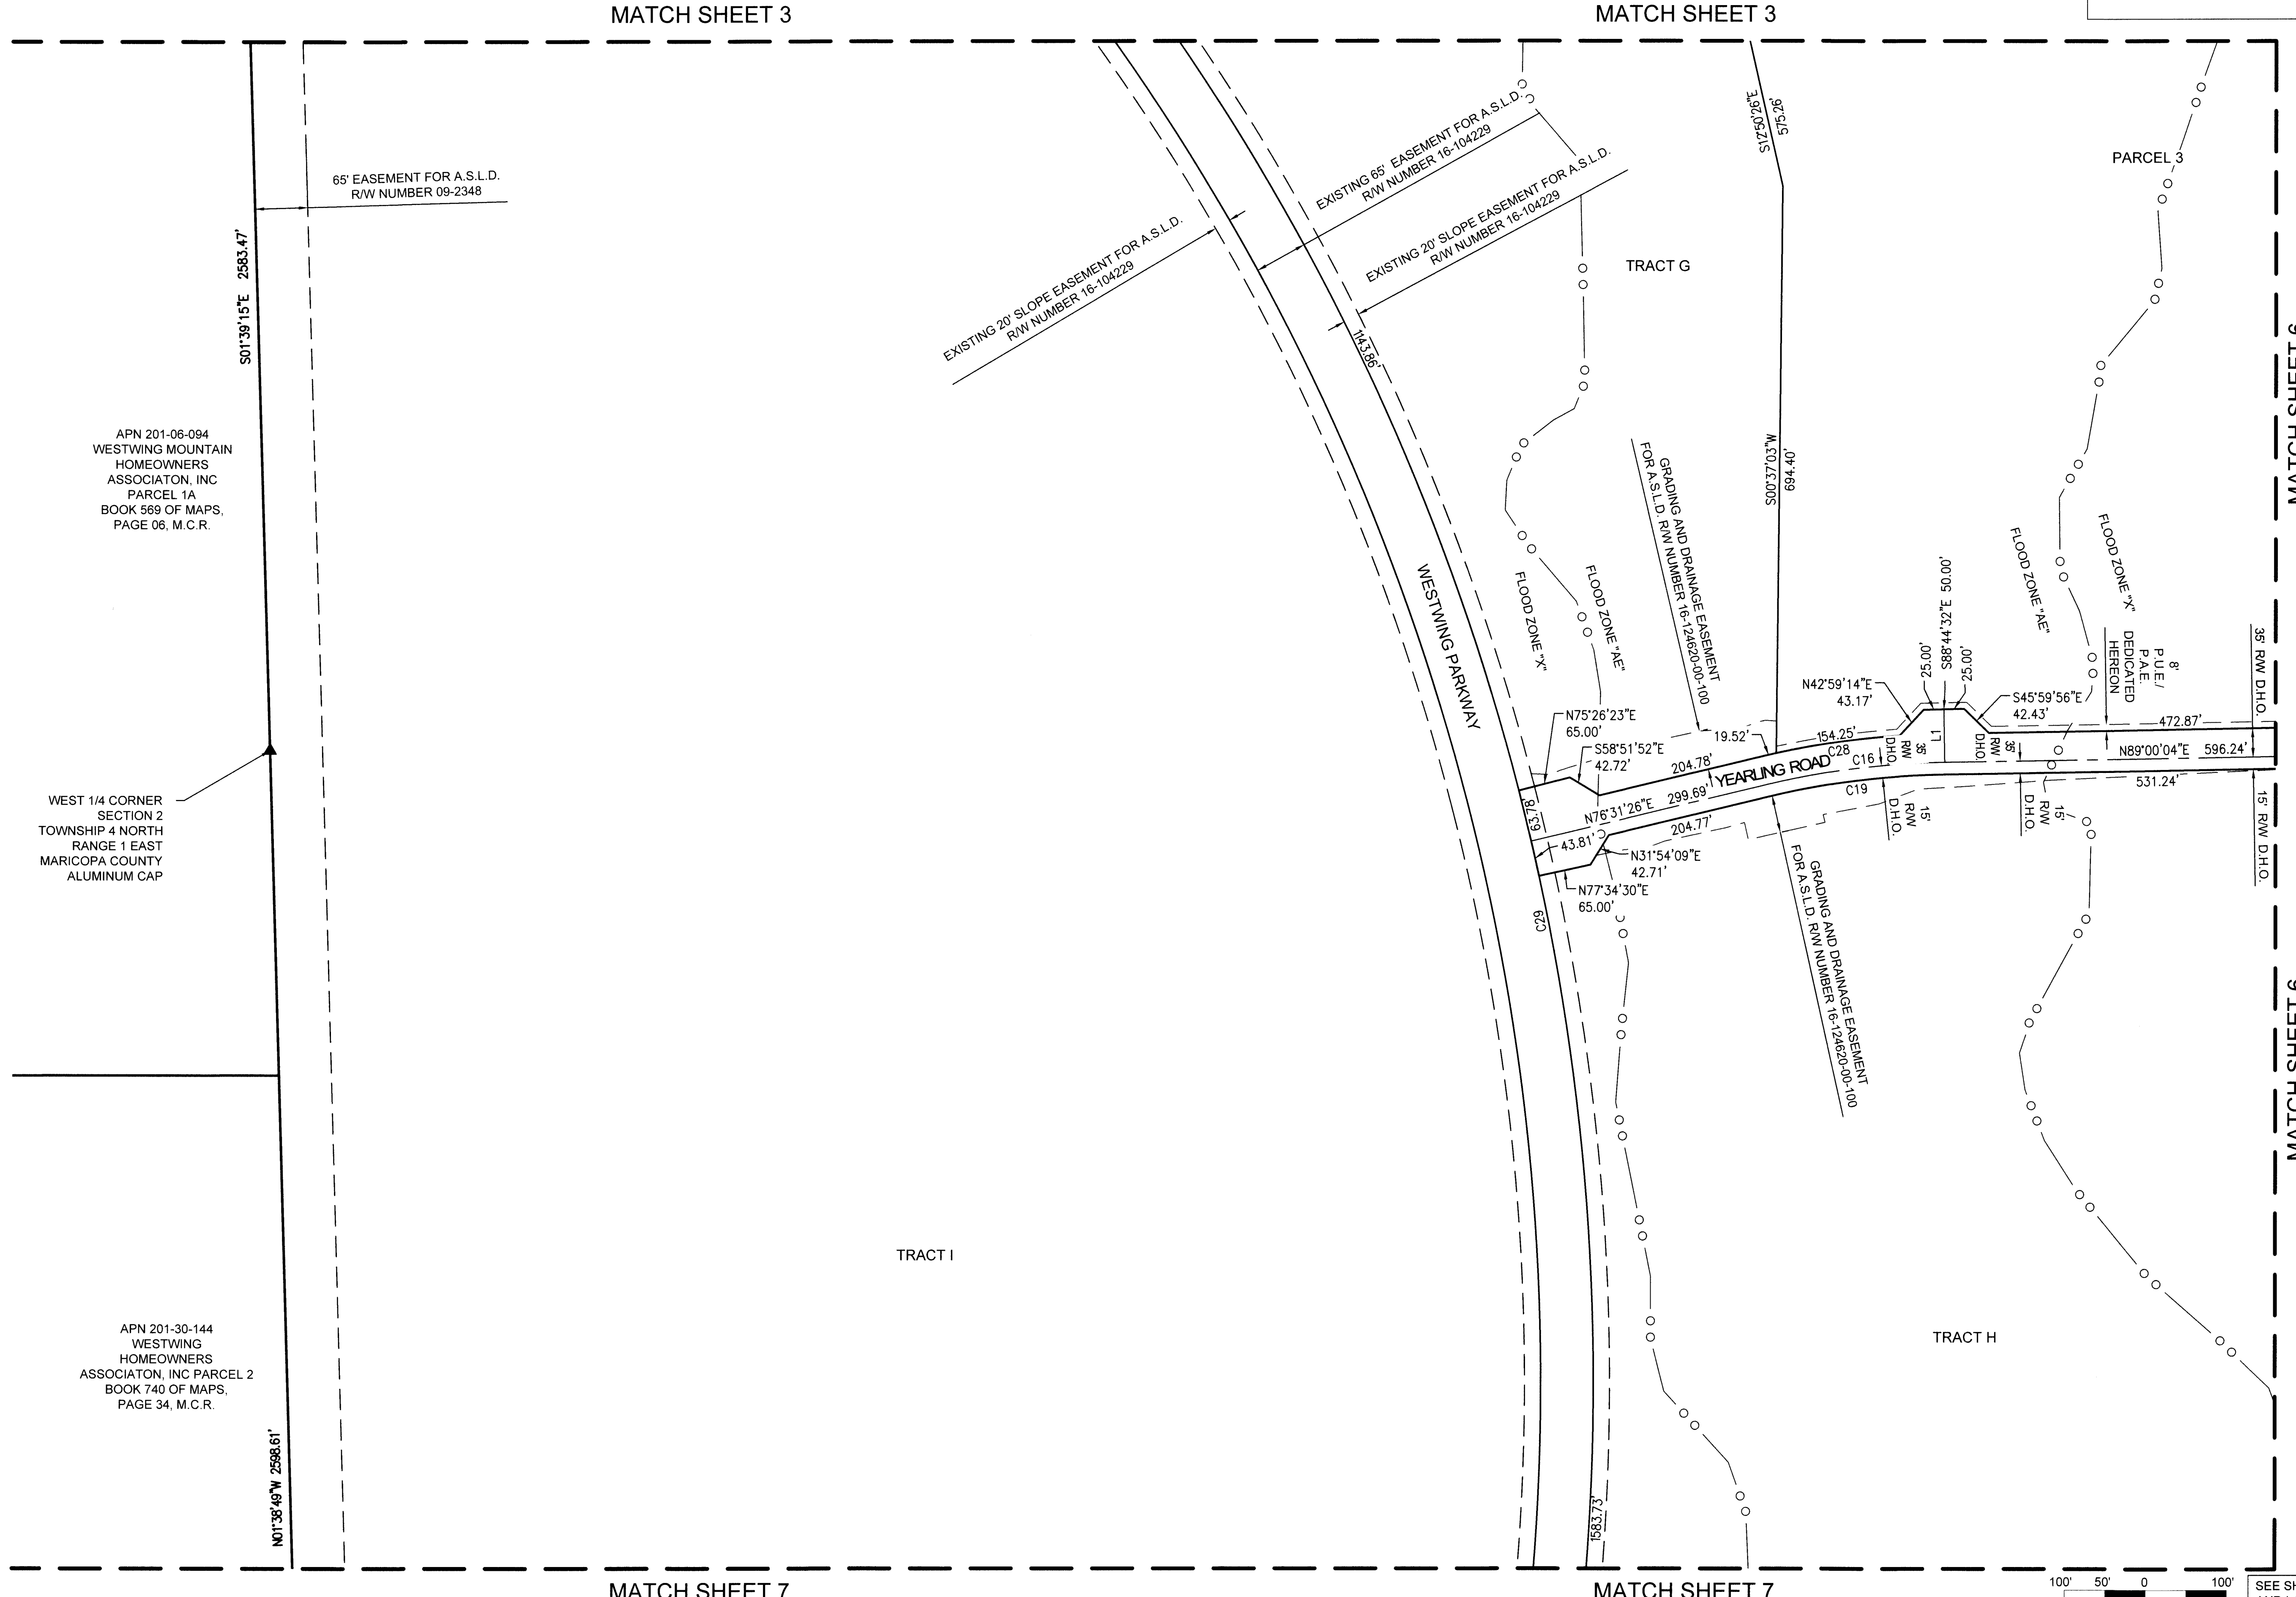 MATCH SHEET 3
MATCH SHEET 3
65' EASEMENT FOR A.S.L.D.
R/W NUMBER 09-2348
S01°39'15"E 2583.47'
APN 201-06-094
WESTWING MOUNTAIN
HOMEOWNERS
ASSOCIATON, INC
PARCEL 1A
BOOK 569 OF MAPS,
PAGE 06, M.C.R.
WEST 1/4 CORNER
SECTION 2
TOWNSHIP 4 NORTH
RANGE 1 EAST
MARICOPA COUNTY
ALUMINUM CAP
APN 201-30-144
WESTWING
HOMEOWNERS
ASSOCIATON, INC PARCEL 2
BOOK 740 OF MAPS,
PAGE 34, M.C.R.
N01°38'49"W 2598.61'
EXISTING 20' SLOPE EASEMENT FOR A.S.L.D.
R/W NUMBER 16-104229
EXISTING 65' EASEMENT FOR A.S.L.D.
R/W NUMBER 16-104229
EXISTING 20' SLOPE EASEMENT FOR A.S.L.D.
R/W NUMBER 16-104229
1143.86'
WESTWING PARKWAY
TRACT I
TRACT G
S12°50'26"E
575.26'
PARCEL 3
S00°37'03"W
694.40'
GRADING AND DRAINAGE EASEMENT
FOR A.S.L.D. R/W NUMBER 16-124620-00-100
FLOOD ZONE "X"
FLOOD ZONE "AE"
FLOOD ZONE "AE"
FLOOD ZONE "X"
8'
P.U.E./
P.A.E.
DEDICATED
HEREON
35' R/W D.H.O.
N42°59'14"E
43.17'
25.00'
S88°44'32"E 50.00'
25.00'
S45°59'56"E
42.43'
472.87'
N75°26'23"E
65.00'
S58°51'52"E
42.72'
19.52'
154.25'
C28
35'
R/W
D.H.O.
L1
35'
R/W
D.H.O.
N89°00'04"E 596.24'
204.78'
YEARLING ROAD
C16
N76°31'26"E 299.69'
C19
531.24'
63.78'
43.81'
204.77'
N31°54'09"E
42.71'
N77°34'30"E
65.00'
15'
R/W
D.H.O.
15'
R/W
D.H.O.
15' R/W D.H.O.
C29
GRADING AND DRAINAGE EASEMENT
FOR A.S.L.D. R/W NUMBER 16-124620-00-100
TRACT H
1583.73'
MATCH SHEET 6
MATCH SHEET 6
MATCH SHEET 7
MATCH SHEET 7
100' 50' 0 100'
SEE